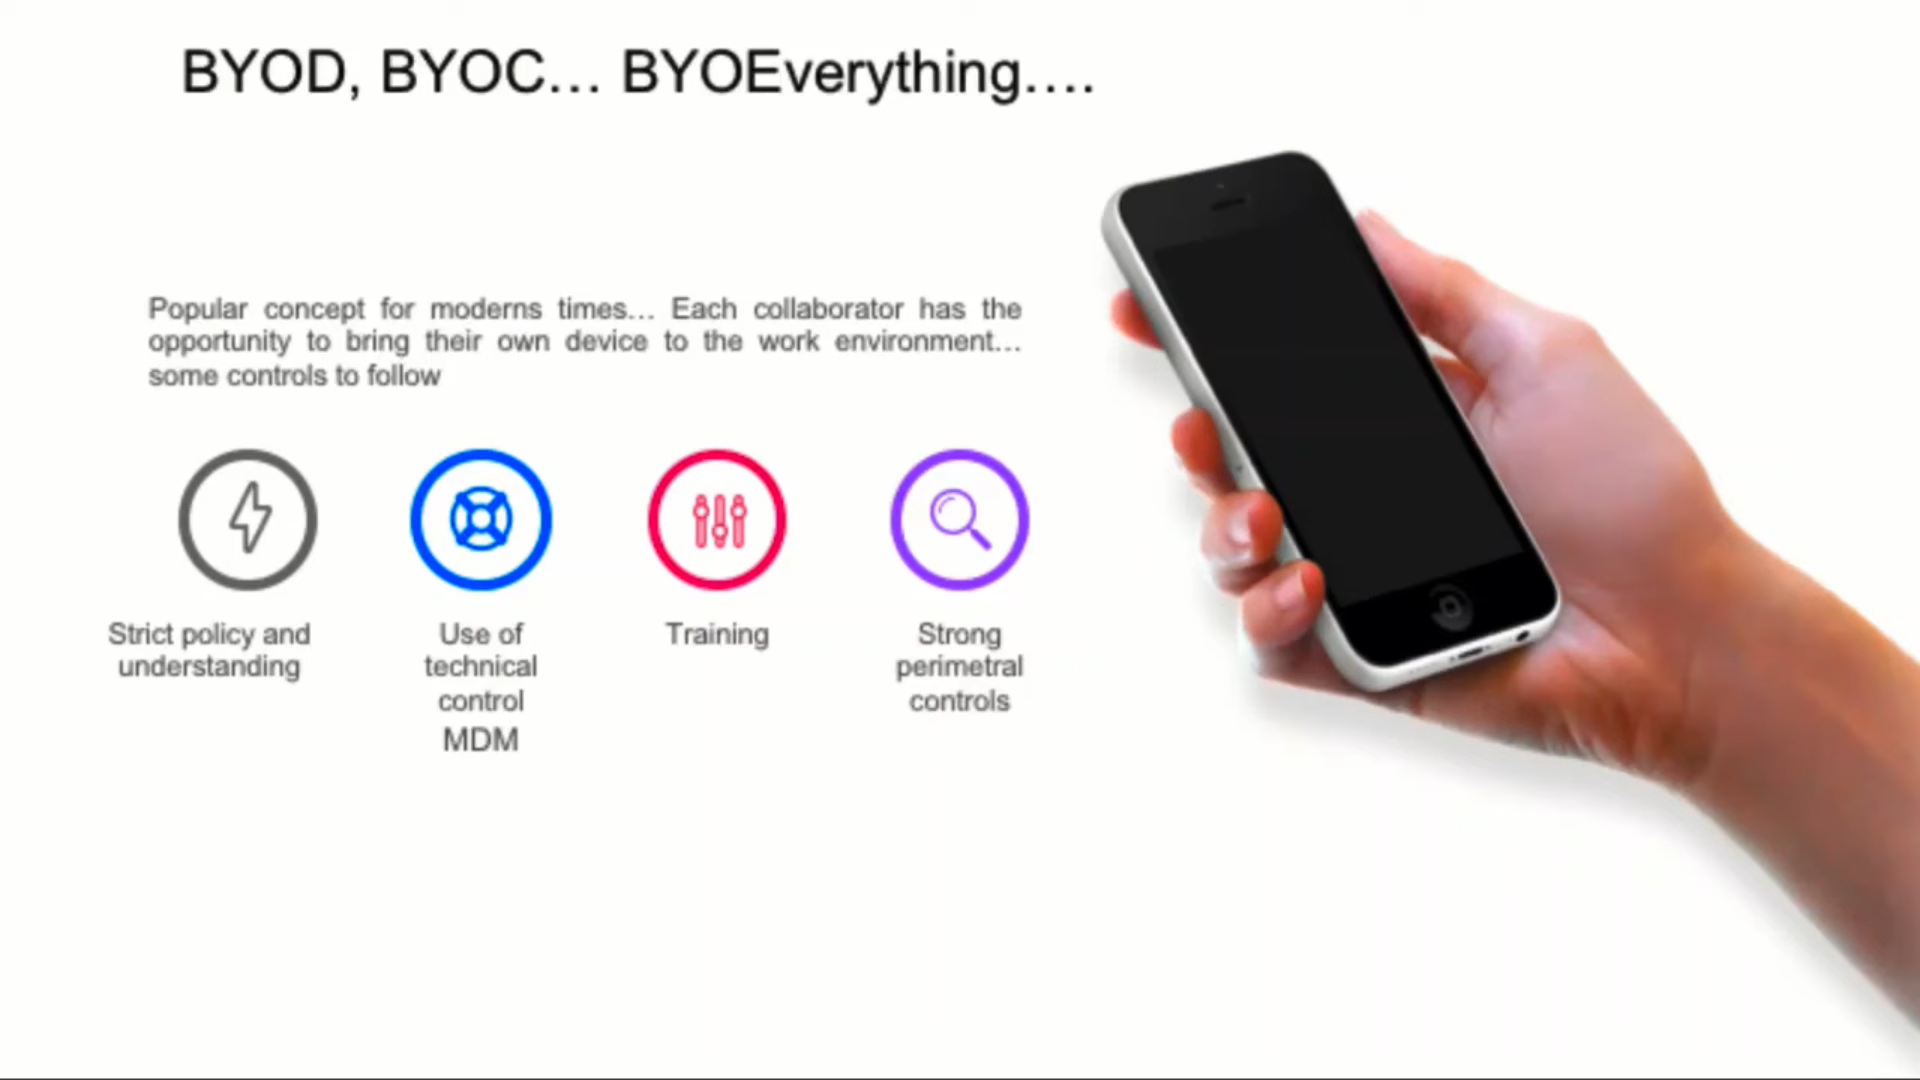 BYOD, BYOC... BYOEverything....
Popular concept for moderns times... Each collaborator has the
opportunity to bring their own device to the work environment...
some controls to follow
Strict policy and
understanding
Use of
technical
control
MDM
Training
Strong
perimetral
controls